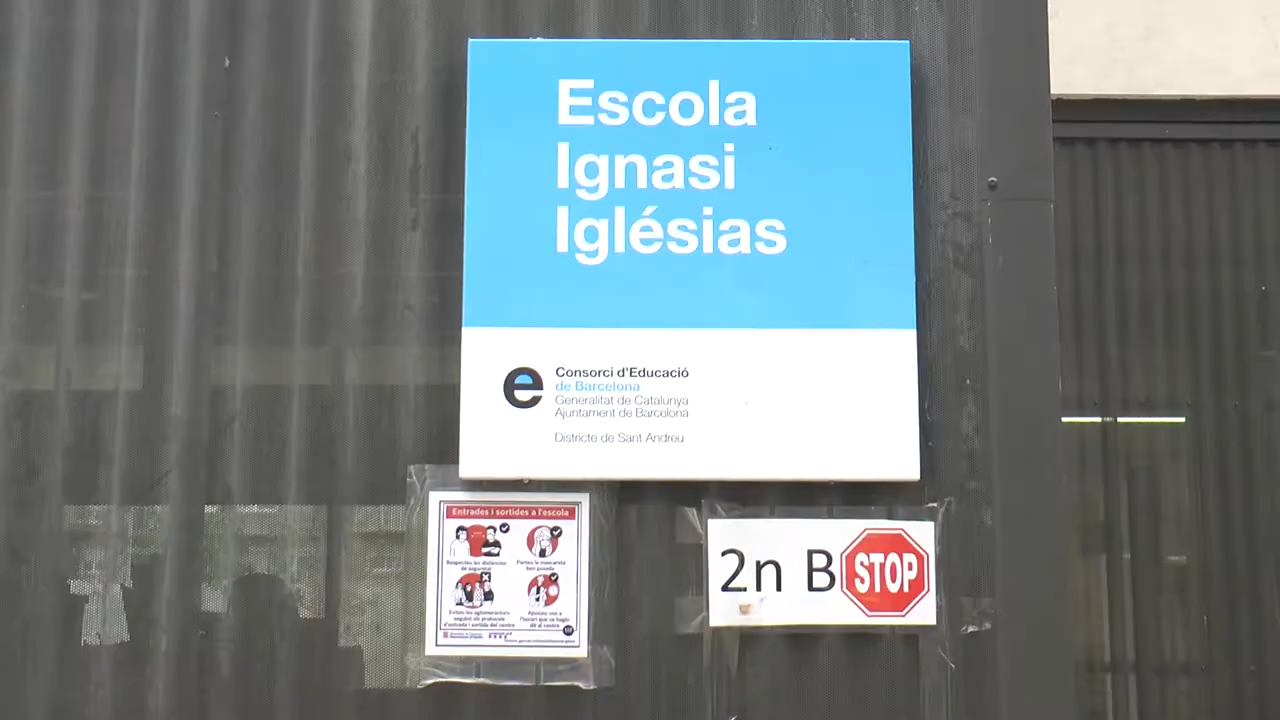 Escola
Ignasi
Iglésias
e
Consorci d'Educació
de Barcelona
Generalitat de Catalunya
Ajuntament de Barcelona
Districte de Sant Andreu
Entrades i sortides a l'escola
Respecteu les distàncies
de seguretat
Porteu la mascareta
ben posada
Eviteu les aglomeracions
seguint els protocols
d'entrada i sortida del centre
Ajusteu-vos a
l'horari que us hagin
dit al centre
2n B STOP